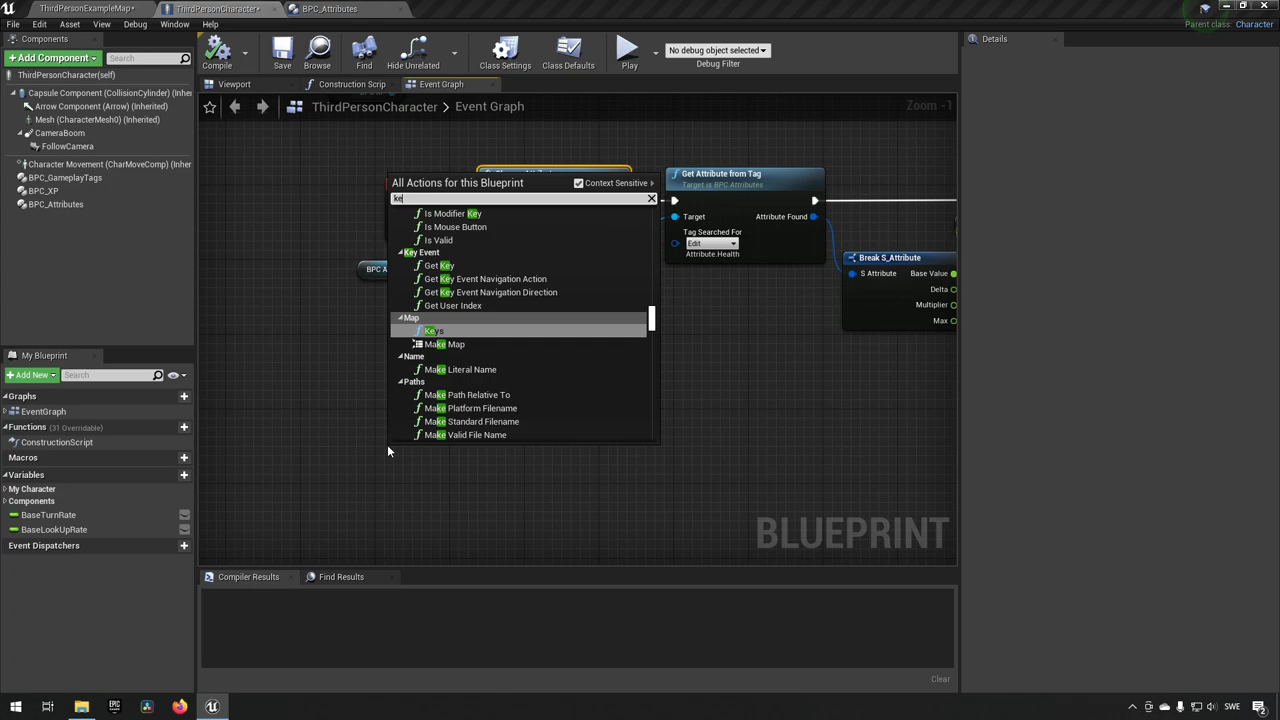 ThirdPersonExampleMap*
ThirdPersonCharacter*
BPC_Attributes
File
Edit
Asset
View
Debug
Window
Help
Parent class: Character
Components
Details
+ Add Component
Search
Compile
Save
Browse
Find
Hide Unrelated
Class Settings
Class Defaults
Play
No debug object selected
Debug Filter
ThirdPersonCharacter(self)
Capsule Component (CollisionCylinder) (Inher
Arrow Component (Arrow) (Inherited)
Mesh (CharacterMesh0) (Inherited)
CameraBoom
FollowCamera
Character Movement (CharMoveComp) (Inher
BPC_GameplayTags
BPC_XP
BPC_Attributes
Viewport
Construction Scrip
Event Graph
ThirdPersonCharacter > Event Graph
Zoom -1
All Actions for this Blueprint
Context Sensitive
ke
Is Modifier Key
Is Mouse Button
Is Valid
Key Event
Get Key
Get Key Event Navigation Action
Get Key Event Navigation Direction
Get User Index
Map
Keys
Make Map
Name
Make Literal Name
Paths
Make Path Relative To
Make Platform Filename
Make Standard Filename
Make Valid File Name
BPC A
Get Attribute from Tag
Target is BPC Attributes
Target
Attribute Found
Tag Searched For
Edit
Attribute.Health
Break S_Attribute
S Attribute
Base Value
Delta
Multiplier
Max
BLUEPRINT
My Blueprint
+ Add New
Search
Graphs
EventGraph
Functions (31 Overridable)
ConstructionScript
Macros
Variables
My Character
Components
BaseTurnRate
BaseLookUpRate
Event Dispatchers
Compiler Results
Find Results
Clear
SWE
2